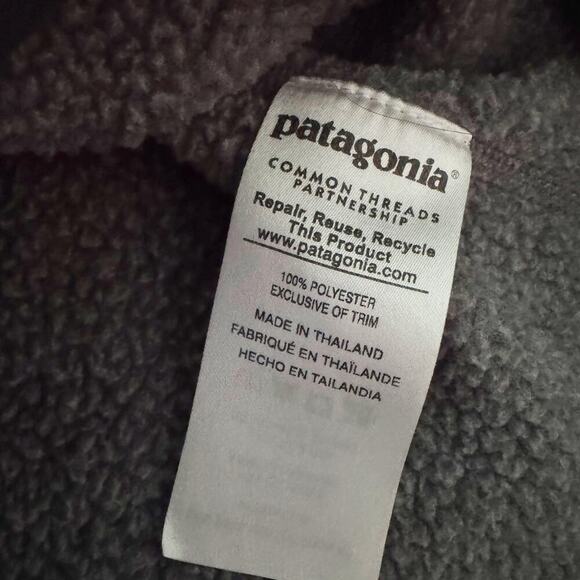 patagonia®
COMMON THREADS
PARTNERSHIP
Repair, Reuse, Recycle
This Product
www.patagonia.com
100% POLYESTER
EXCLUSIVE OF TRIM
MADE IN THAILAND
FABRIQUÉ EN THAÏLANDE
HECHO EN TAILANDIA